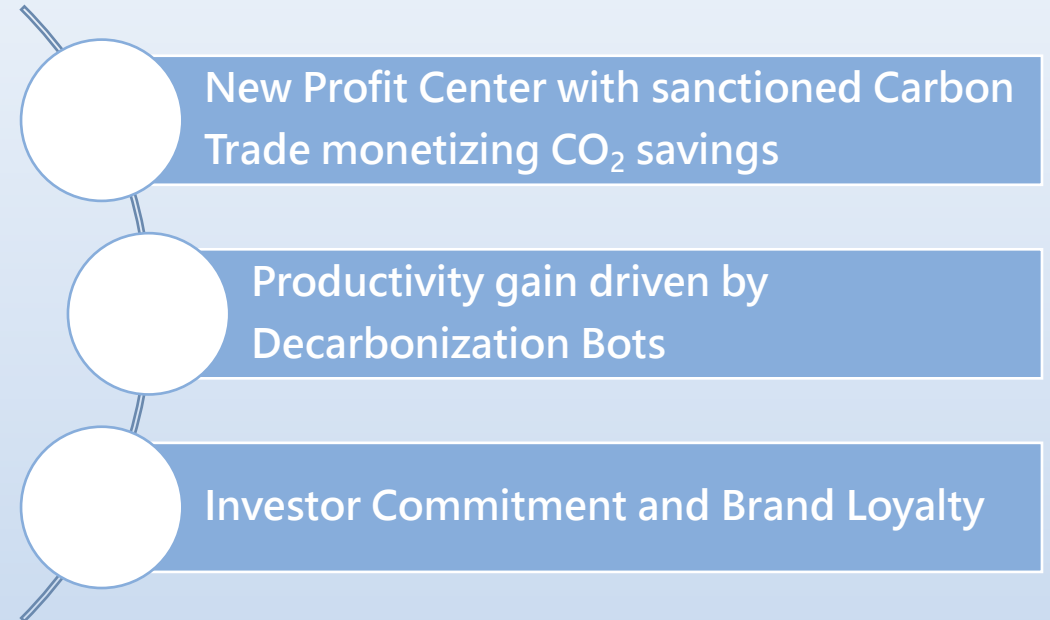 New Profit Center with sanctioned Carbon
Trade monetizing CO₂ savings
Productivity gain driven by
Decarbonization Bots
Investor Commitment and Brand Loyalty